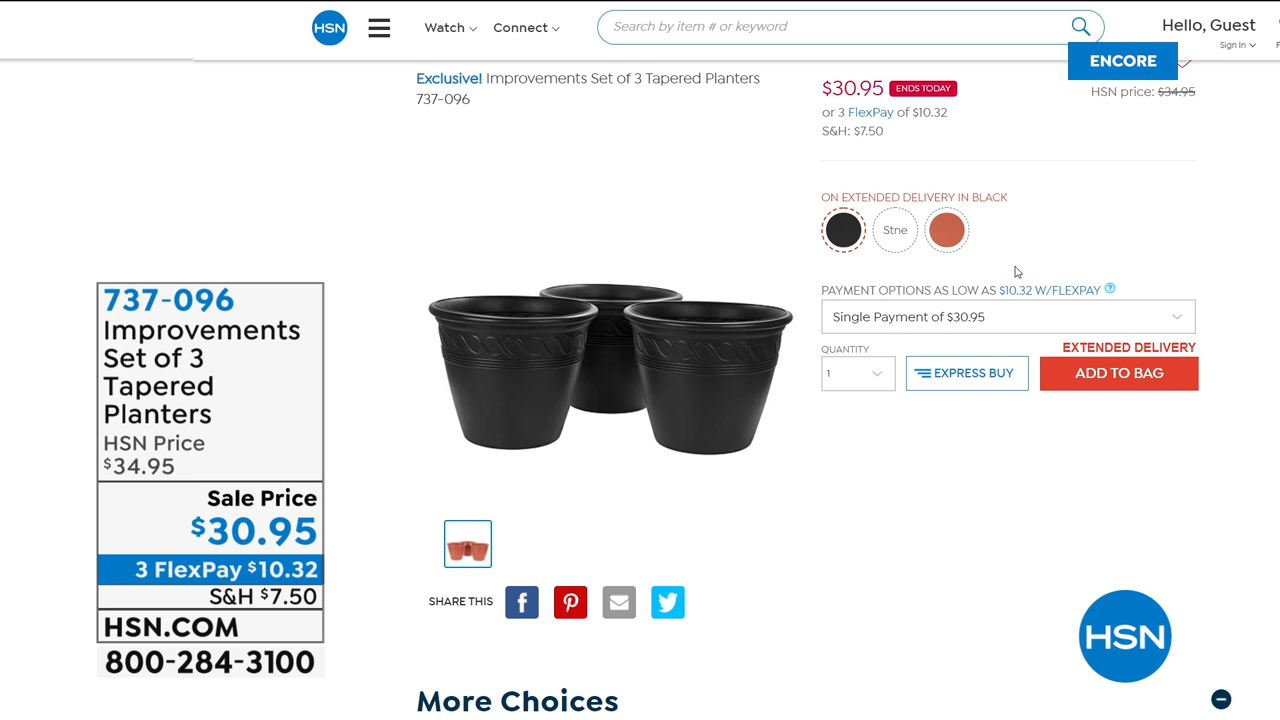 HSN
Watch
Connect
Search by item # or keyword
Hello, Guest
Sign In
ENCORE
Exclusive! Improvements Set of 3 Tapered Planters
737-096
$30.95 ENDS TODAY
HSN price: $34.95
or 3 FlexPay of $10.32
S&H: $7.50
ON EXTENDED DELIVERY IN BLACK
Stne
PAYMENT OPTIONS AS LOW AS $10.32 W/FLEXPAY ?
Single Payment of $30.95
QUANTITY
EXTENDED DELIVERY
1
EXPRESS BUY
ADD TO BAG
737-096
Improvements
Set of 3
Tapered
Planters
HSN Price
$34.95
Sale Price
$30.95
3 FlexPay $10.32
S&H $7.50
HSN.COM
800-284-3100
SHARE THIS
HSN
More Choices